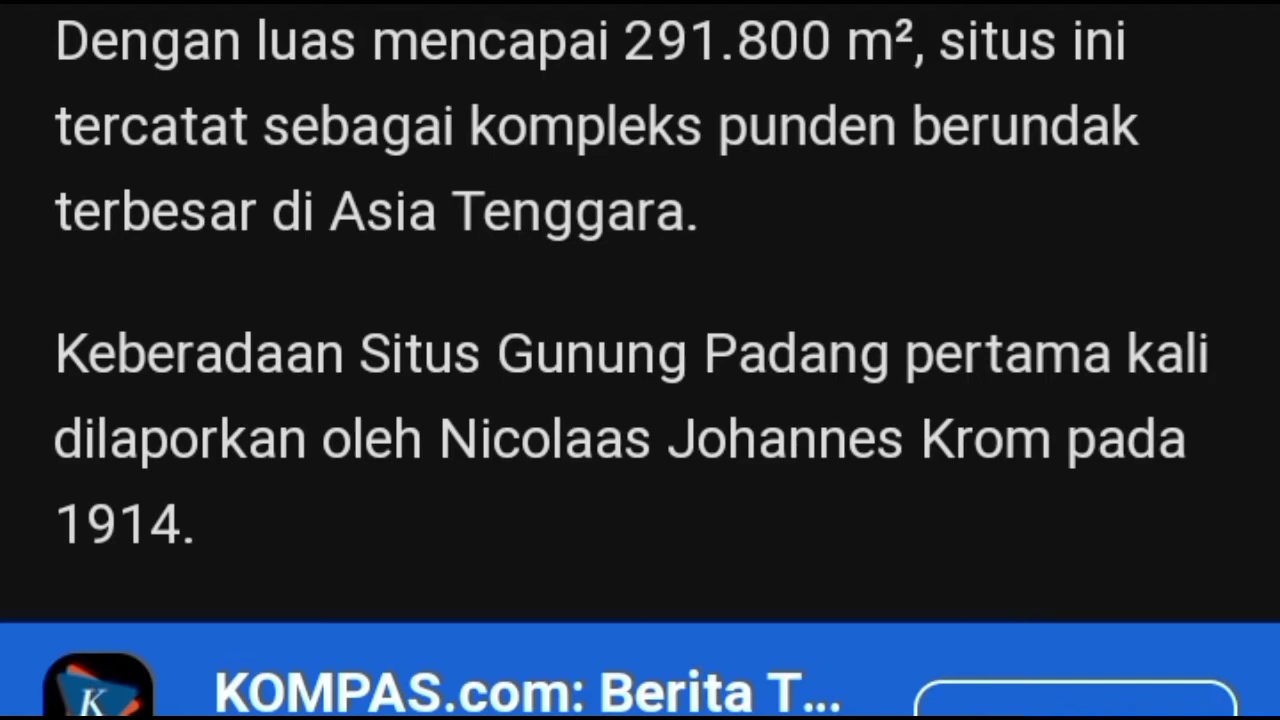 Dengan luas mencapai 291.800 m², situs ini
tercatat sebagai kompleks punden berundak
terbesar di Asia Tenggara.
Keberadaan Situs Gunung Padang pertama kali
dilaporkan oleh Nicolaas Johannes Krom pada
1914.
K
KOMPAS.com: Berita T...